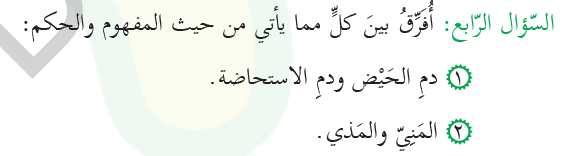 السّؤال الرّابع: أُفَرِّقُ بينَ كلٍّ مما يأتي من حيث المفهوم والحكم:
١ دمِ الحَيْض ودمِ الاستحاضة.
٢ المَنِيّ والمَذي.